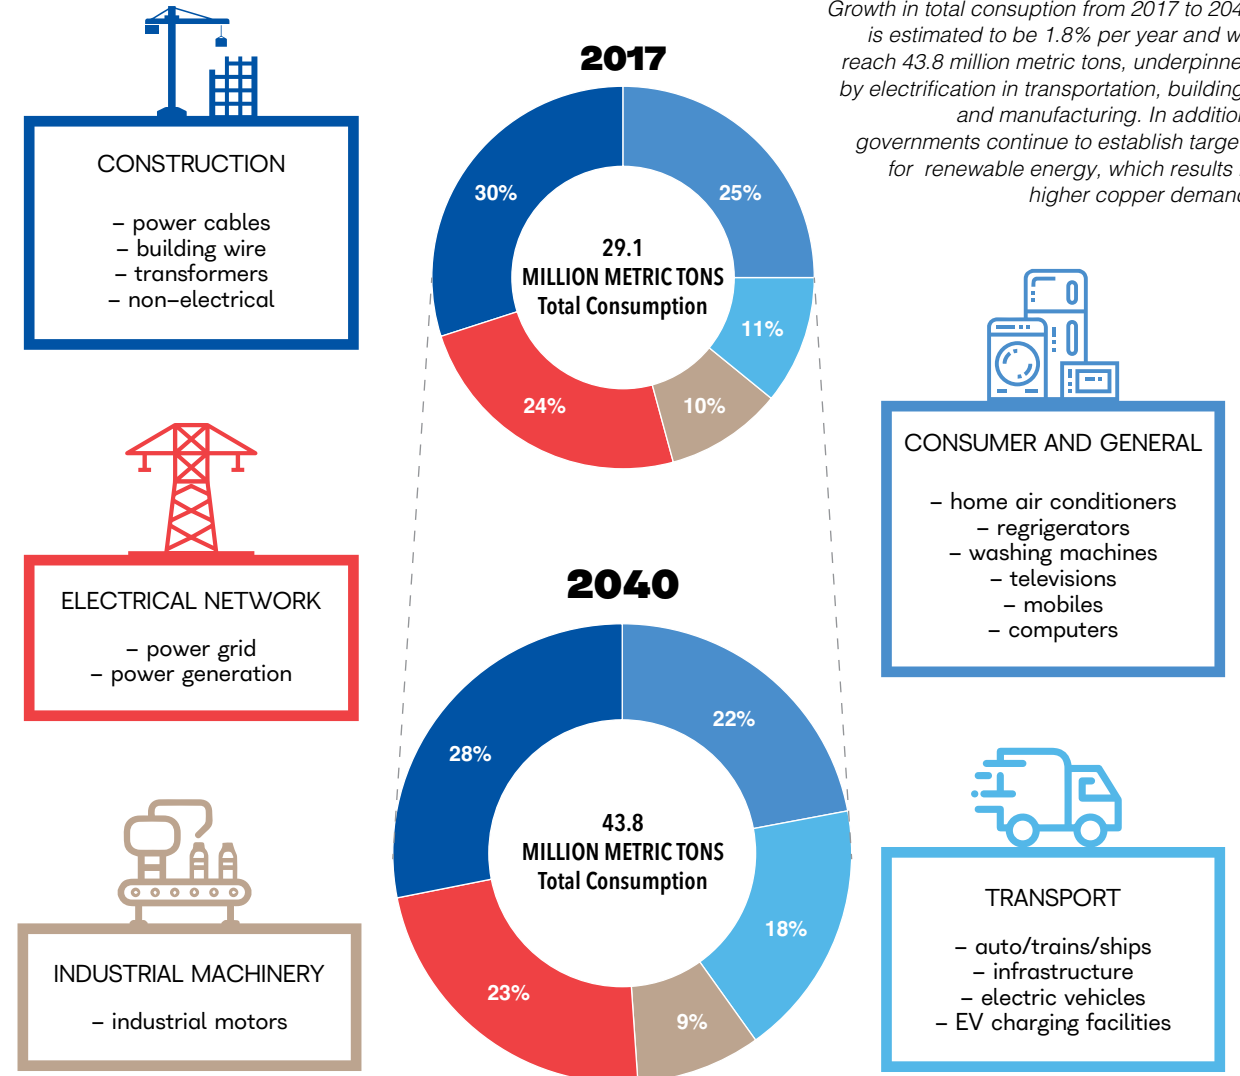 Growth in total consuption from 2017 to 204
is estimated to be 1.8% per year and w
reach 43.8 million metric tons, underpinne
by electrification in transportation, building
and manufacturing. In addition
governments continue to establish targe
for renewable energy, which results
higher copper deman
CONSTRUCTION
– power cables
– building wire
– transformers
– non–electrical
2017
30%
25%
29.1
MILLION METRIC TONS
Total Consumption
11%
24%
10%
CONSUMER AND GENERAL
– home air conditioners
– regrigerators
– washing machines
– televisions
– mobiles
– computers
ELECTRICAL NETWORK
– power grid
– power generation
2040
28%
22%
43.8
MILLION METRIC TONS
Total Consumption
18%
23%
9%
TRANSPORT
– auto/trains/ships
– infrastructure
– electric vehicles
– EV charging facilities
INDUSTRIAL MACHINERY
– industrial motors